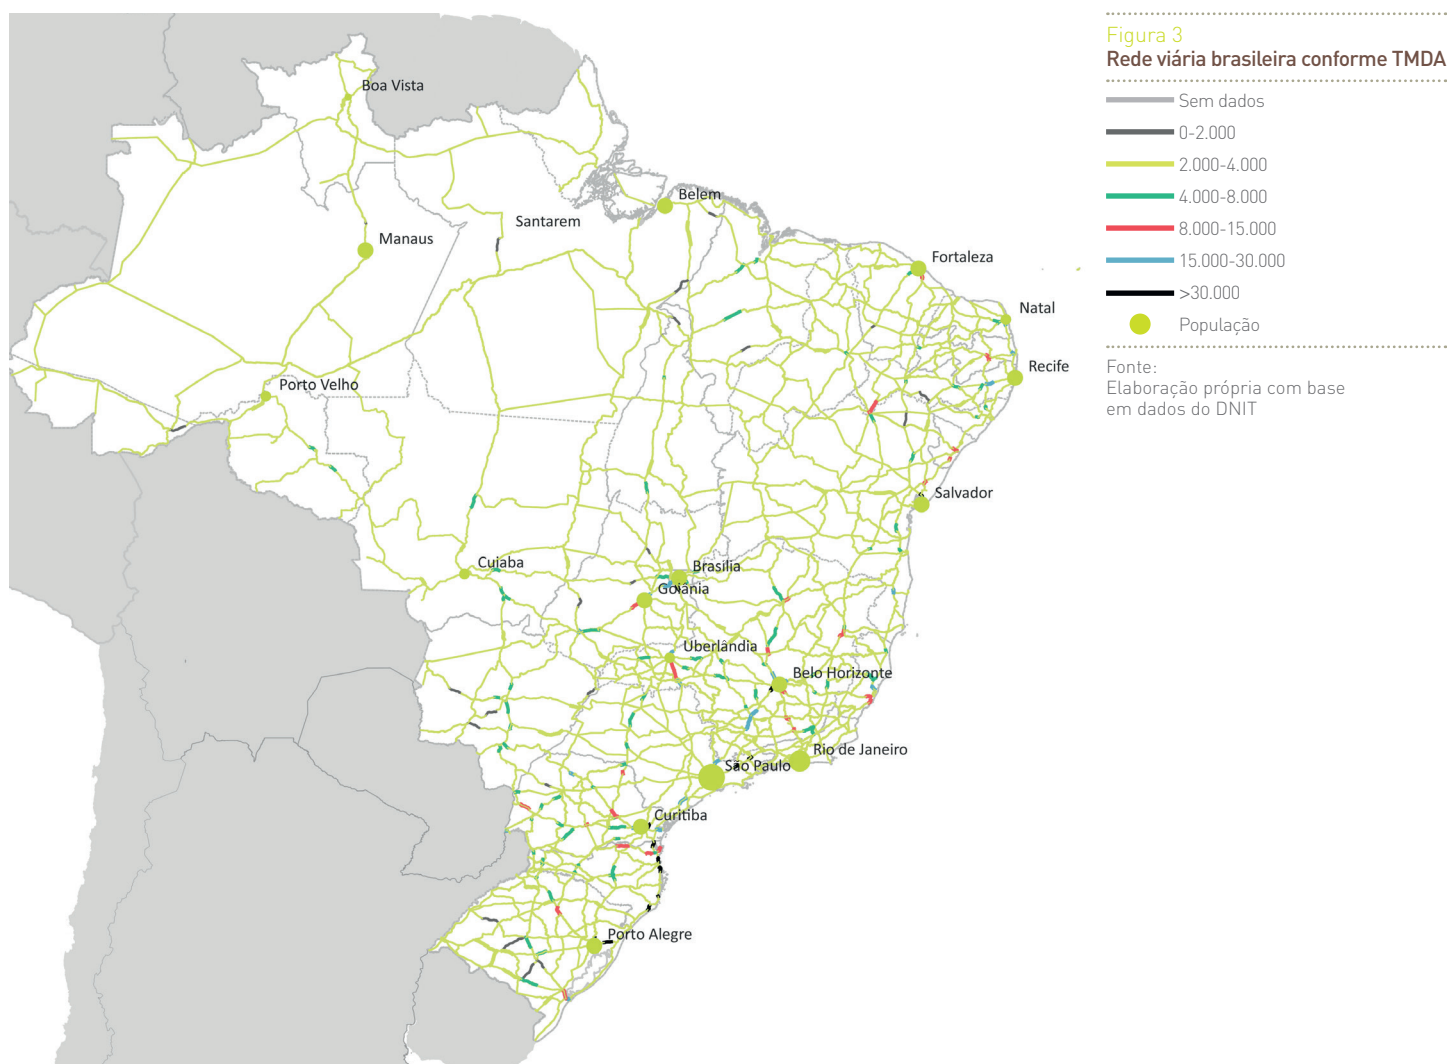 Figura 3
Rede viária brasileira conforme TMDA
Sem dados
0-2.000
2.000-4.000
4.000-8.000
8.000-15.000
15.000-30.000
>30.000
População
Fonte:
Elaboração própria com base
em dados do DNIT
Boa Vista
Belem
Santarem
Manaus
Fortaleza
Natal
Recife
Porto Velho
Salvador
Cuiaba
Brasília
Goiânia
Uberlândia
Belo Horizonte
Rio de Janeiro
São Paulo
Curitiba
Porto Alegre